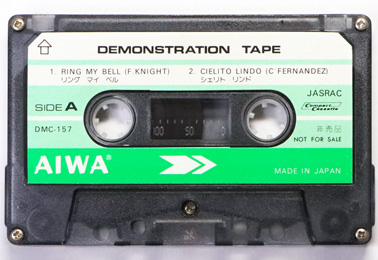 DEMONSTRATION TAPE
1. RING MY BELL (F. KNIGHT) 2. CIELITO LINDO (C FERNANDEZ)
リング マイ ベル シェリト リンド
JASRAC
SIDE A
Compact Cassette
DMC-157
100 50
非売品
NOT FOR SALE
AIWA®
MADE IN JAPAN